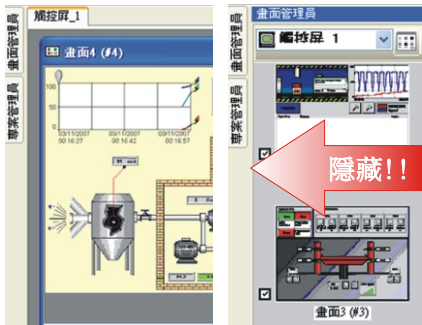 觸控屏_1
畫面管理員
專案管理員
畫面4 (#4)
100
50
0
03/11/2007 03/11/2007 03/11/2007
00:16:27 00:16:42 00:16:57
畫面管理員
畫面管理員
專案管理員
觸控屏 1
隱藏!!
畫面3 (#3)